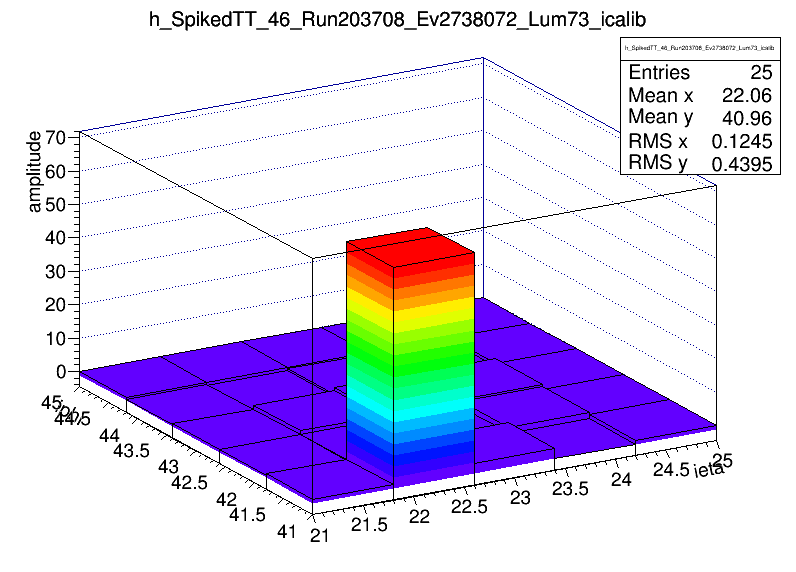 h_SpikedTT_46_Run203708_Ev2738072_Lum73_icalib
h_SpikedTT_46_Run203708_Ev2738072_Lum73_icalib
Entries 25
Mean x 22.06
Mean y 40.96
RMS x 0.1245
RMS y 0.4395
amplitude
70
60
50
40
30
20
10
0
45
44.5
44
43.5
43
42.5
42
41.5
41
21
21.5
22
22.5
23
23.5
24
24.5
25
ieta